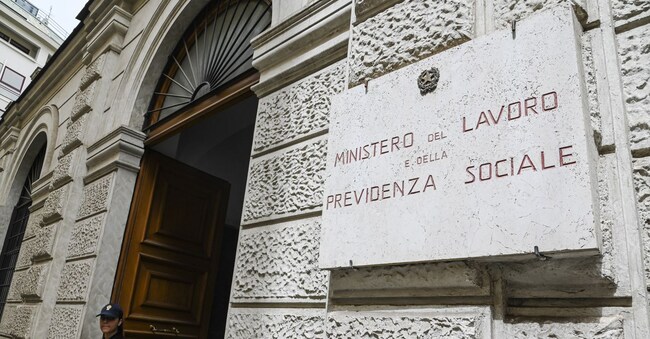 MINISTERO DEL LAVORO
E DELLA
PREVIDENZA SOCIALE